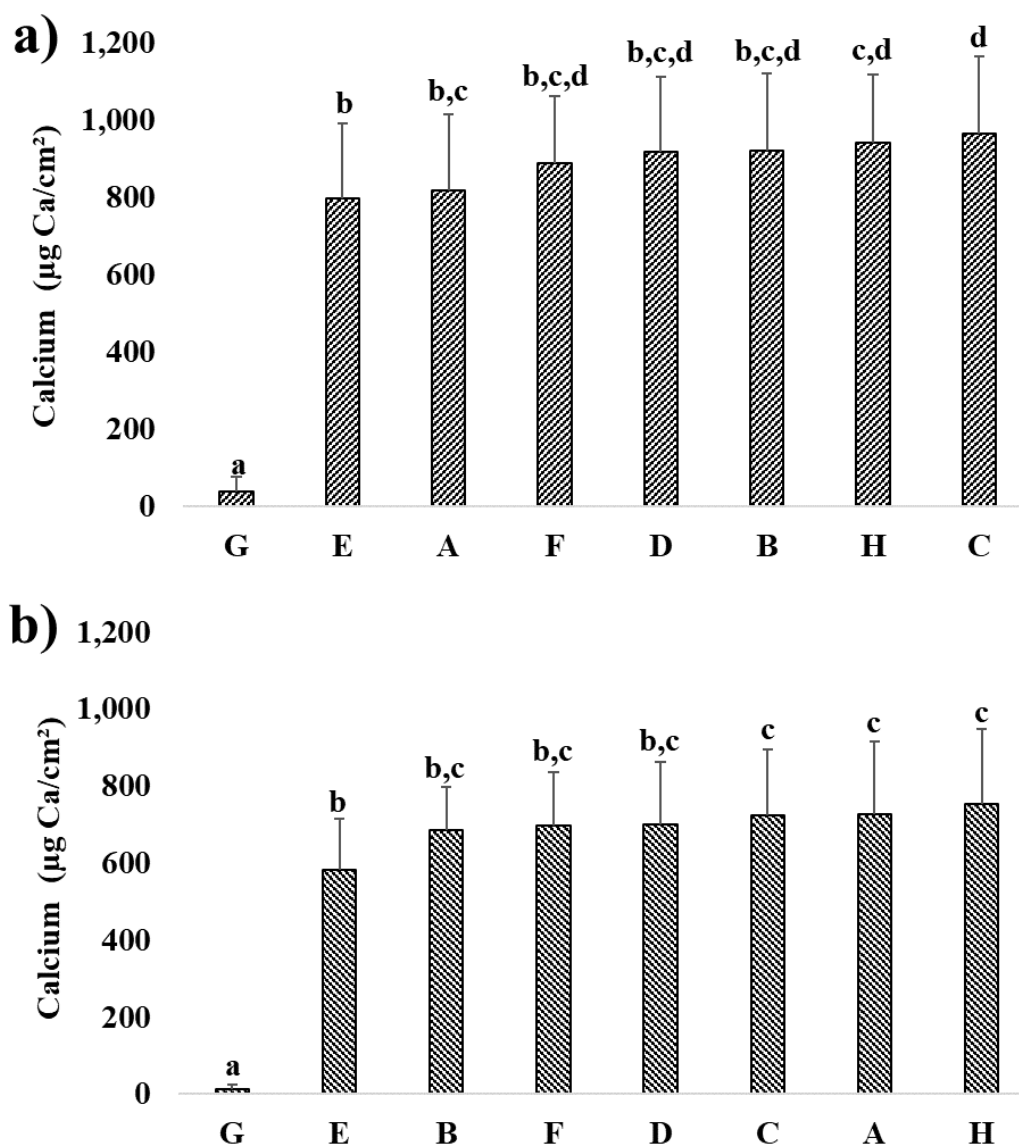 a)
Calcium (µg Ca/cm²)
1,200
1,000
800
600
400
200
0
a
b
b,c
b,c,d
b,c,d
b,c,d
c,d
d
G E A F D B H C
b)
Calcium (µg Ca/cm²)
1,200
1,000
800
600
400
200
0
a
b
b,c
b,c
b,c
c
c
c
G E B F D C A H